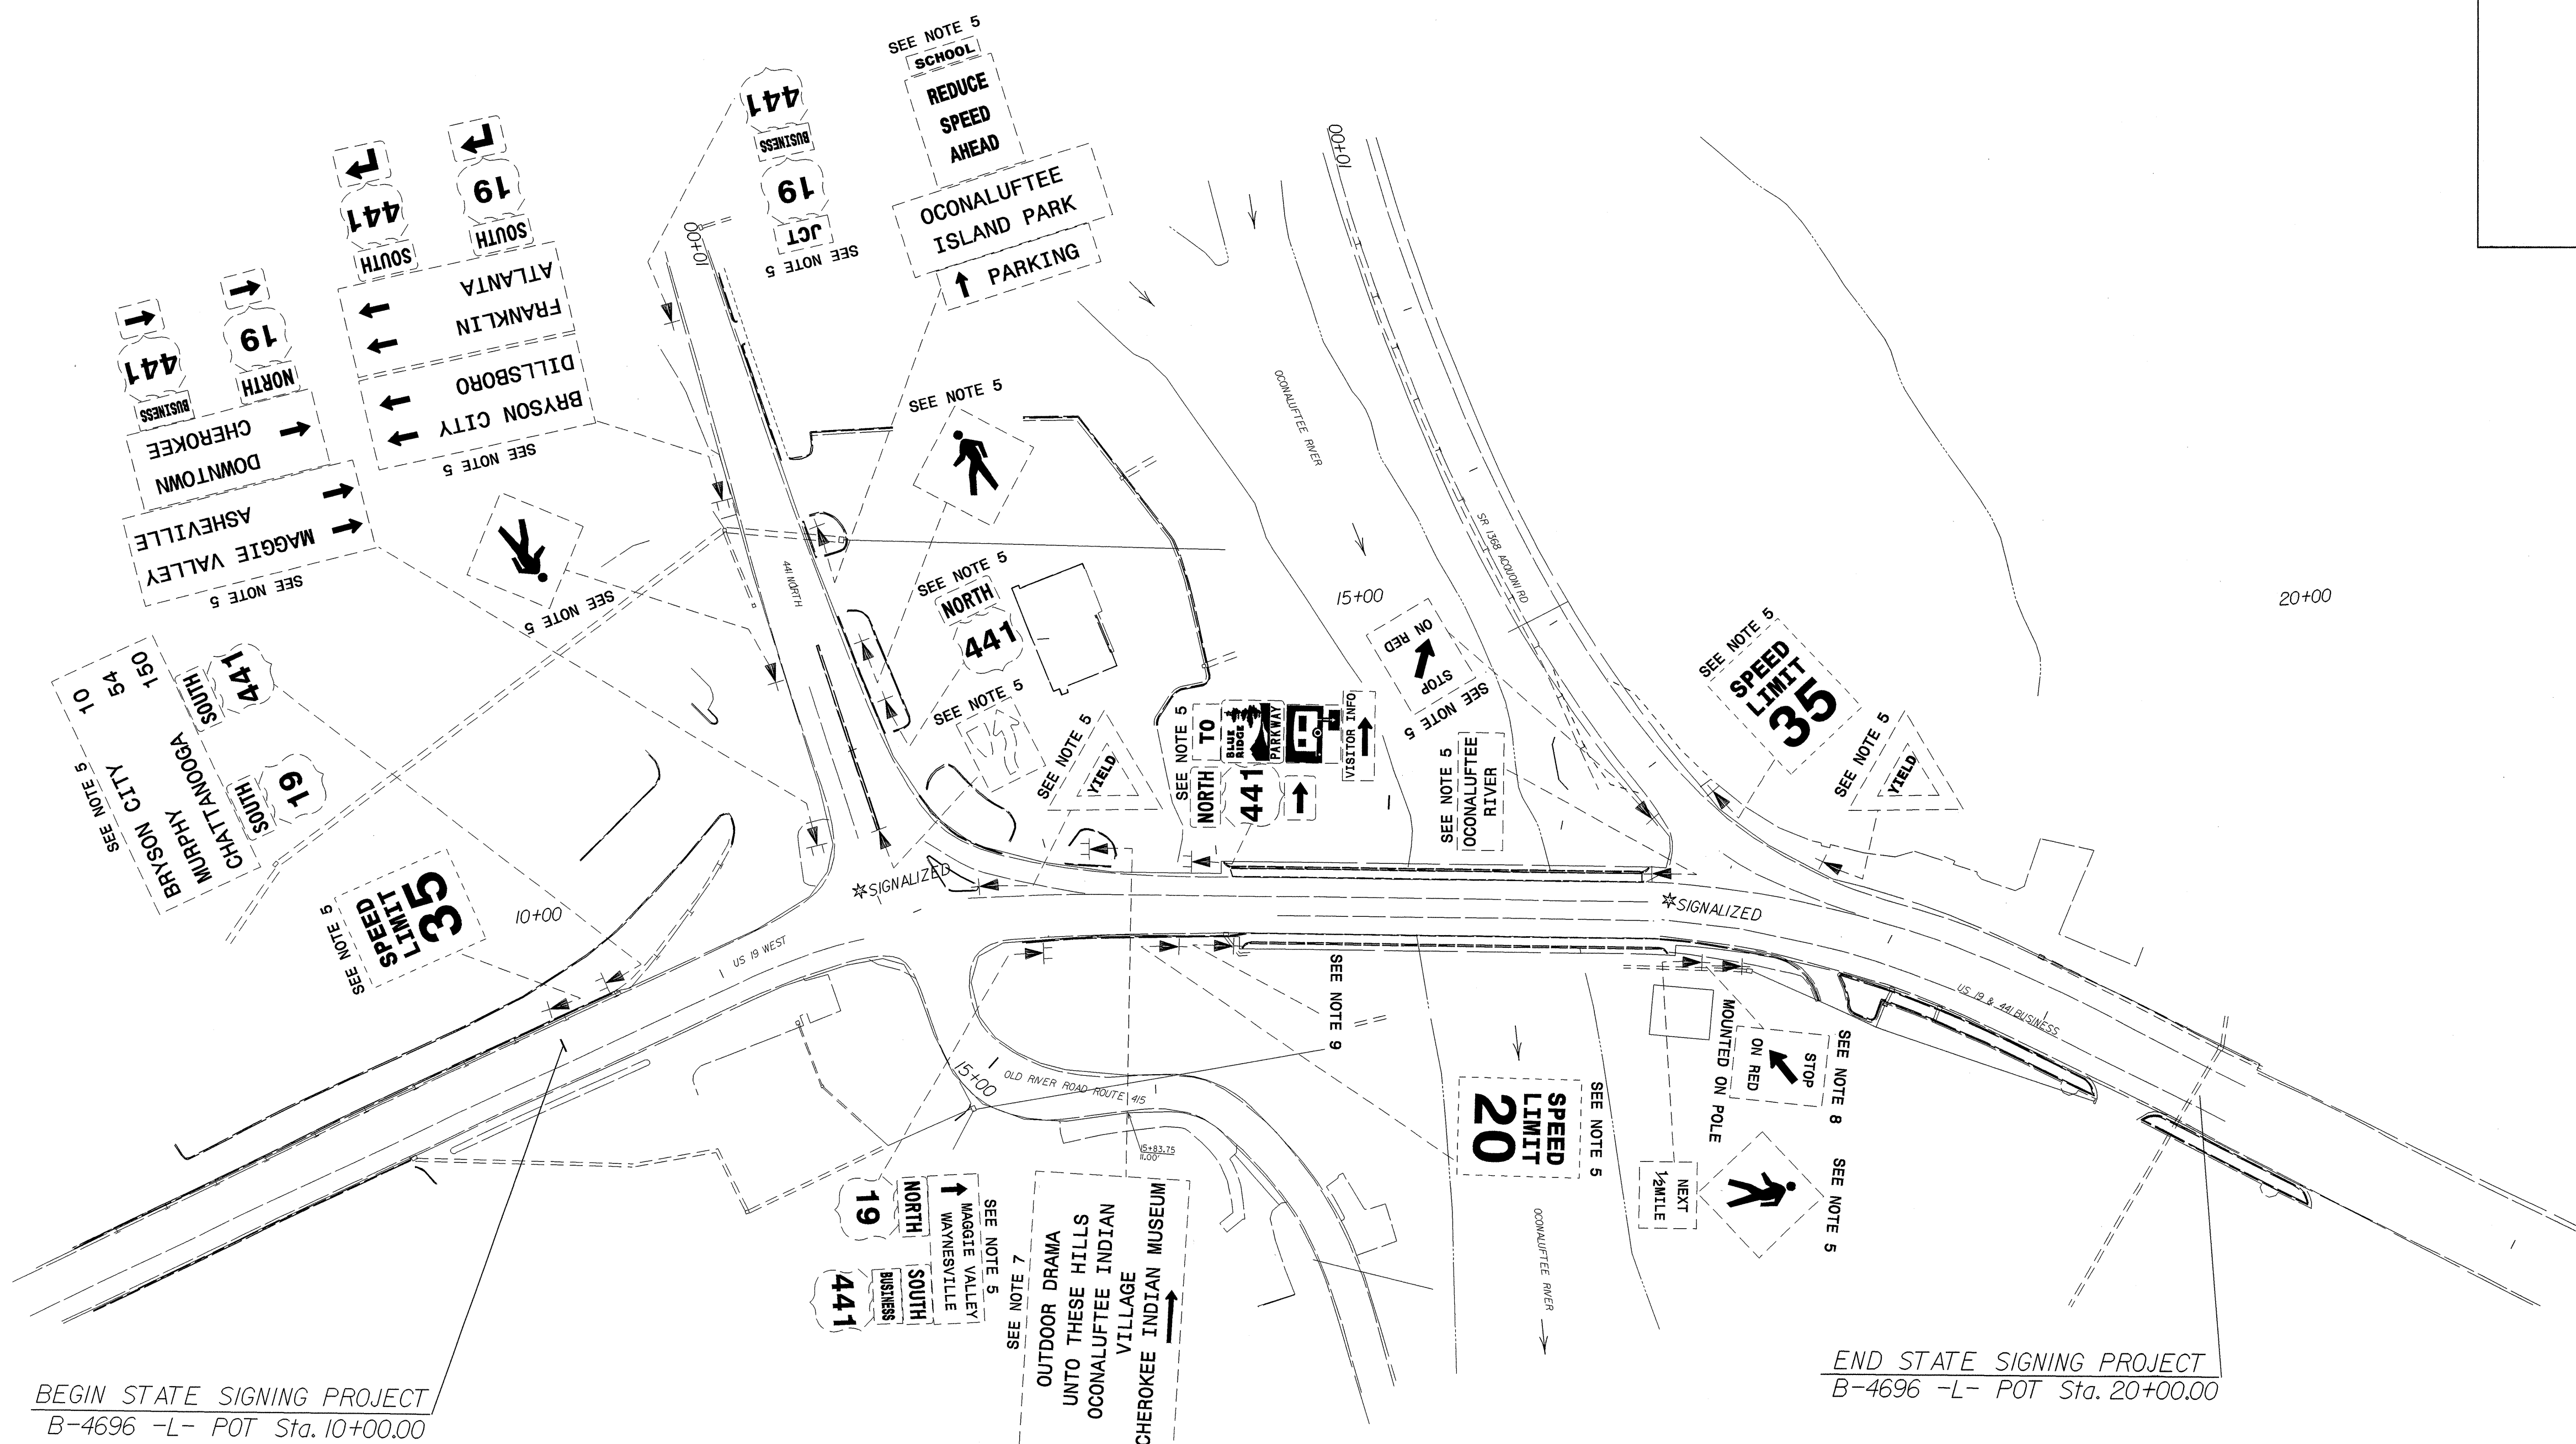 SEE NOTE 5
SCHOOL
REDUCE
SPEED
AHEAD
OCONALUFTEE
ISLAND PARK
PARKING
441
BUSINESS
19
JCT
SEE NOTE 5
10+00
10+00
19
SOUTH
441
SOUTH
ATLANTA
FRANKLIN
DILLSBORO
BRYSON CITY
SEE NOTE 5
19
NORTH
441
BUSINESS
CHEROKEE
DOWNTOWN
ASHEVILLE
MAGGIE VALLEY
SEE NOTE 5
SEE NOTE 5
SEE NOTE 5
441 NORTH
SEE NOTE 5
NORTH
441
SEE NOTE 5
SEE NOTE 5
YIELD
OCONALUFTEE RIVER
SR 1368 ACQUONI RD
15+00
20+00
STOP
ON RED
SEE NOTE 5
SEE NOTE 5
TO
BLUE
RIDGE
PARKWAY
VISITOR INFO
NORTH
441
SEE NOTE 5
OCONALUFTEE
RIVER
SEE NOTE 5
SPEED
LIMIT
35
SEE NOTE 5
YIELD
441
SOUTH
19
SOUTH
SEE NOTE 5
BRYSON CITY 10
MURPHY 54
CHATTANOOGA 150
SEE NOTE 5
SPEED
LIMIT
35
10+00
US 19 WEST
SIGNALIZED
SIGNALIZED
SEE NOTE 9
US 19 & 441 BUSINESS
15+00
OLD RIVER ROAD ROUTE 415
15+83.75
11.00'
SEE NOTE 8
STOP
ON RED
MOUNTED ON POLE
SEE NOTE 5
NEXT
1/2MILE
SEE NOTE 5
SPEED
LIMIT
20
OCONALUFTEE RIVER
SEE NOTE 5
MAGGIE VALLEY
WAYNESVILLE
NORTH
19
SOUTH
BUSINESS
441
SEE NOTE 7
OUTDOOR DRAMA
UNTO THESE HILLS
OCONALUFTEE INDIAN
VILLAGE
CHEROKEE INDIAN MUSEUM
BEGIN STATE SIGNING PROJECT
B-4696 -L- POT Sta. 10+00.00
END STATE SIGNING PROJECT
B-4696 -L- POT Sta. 20+00.00